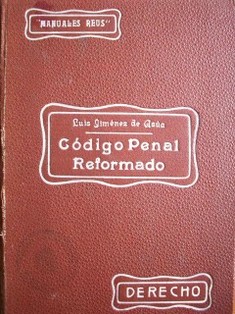 "MANUALES REUS"
Luis Jiménez de Asúa
Código Penal
Reformado
DERECHO